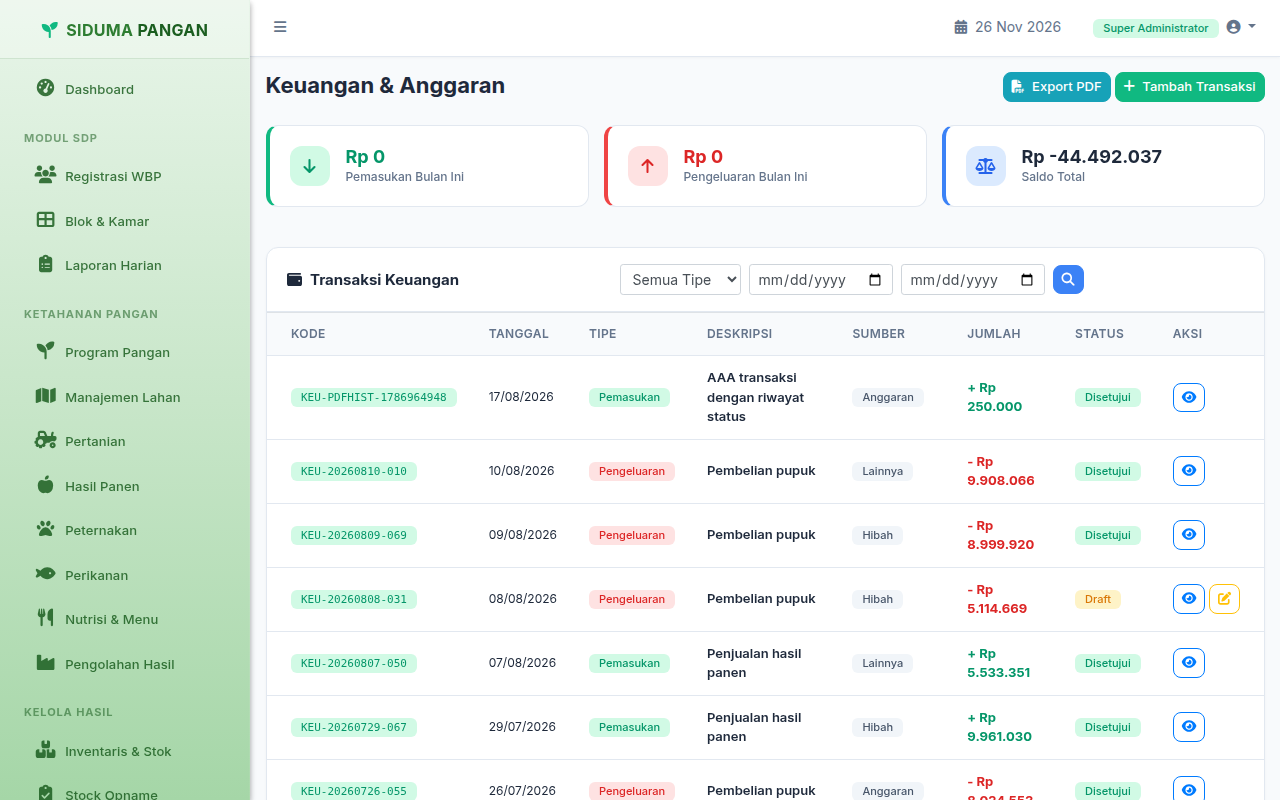 SIDUMA PANGAN
26 Nov 2026
Super Administrator
Dashboard
MODUL SDP
Registrasi WBP
Blok & Kamar
Laporan Harian
KETAHANAN PANGAN
Program Pangan
Manajemen Lahan
Pertanian
Hasil Panen
Peternakan
Perikanan
Nutrisi & Menu
Pengolahan Hasil
KELOLA HASIL
Inventaris & Stok
Stock Opname
Keuangan & Anggaran
Export PDF
Tambah Transaksi
Rp 0
Pemasukan Bulan Ini
Rp 0
Pengeluaran Bulan Ini
Rp -44.492.037
Saldo Total
Transaksi Keuangan
Semua Tipe
mm/dd/yyyy
mm/dd/yyyy
KODE TANGGAL TIPE DESKRIPSI SUMBER JUMLAH STATUS AKSI
KEU-PDFHIST-1786964948 17/08/2026 Pemasukan AAA transaksi dengan riwayat status Anggaran + Rp 250.000 Disetujui
KEU-20260810-010 10/08/2026 Pengeluaran Pembelian pupuk Lainnya - Rp 9.908.066 Disetujui
KEU-20260809-069 09/08/2026 Pengeluaran Pembelian pupuk Hibah - Rp 8.999.920 Disetujui
KEU-20260808-031 08/08/2026 Pengeluaran Pembelian pupuk Hibah - Rp 5.114.669 Draft
KEU-20260807-050 07/08/2026 Pemasukan Penjualan hasil panen Lainnya + Rp 5.533.351 Disetujui
KEU-20260729-067 29/07/2026 Pemasukan Penjualan hasil panen Hibah + Rp 9.961.030 Disetujui
KEU-20260726-055 26/07/2026 Pengeluaran Pembelian pupuk Anggaran - Rp Disetujui